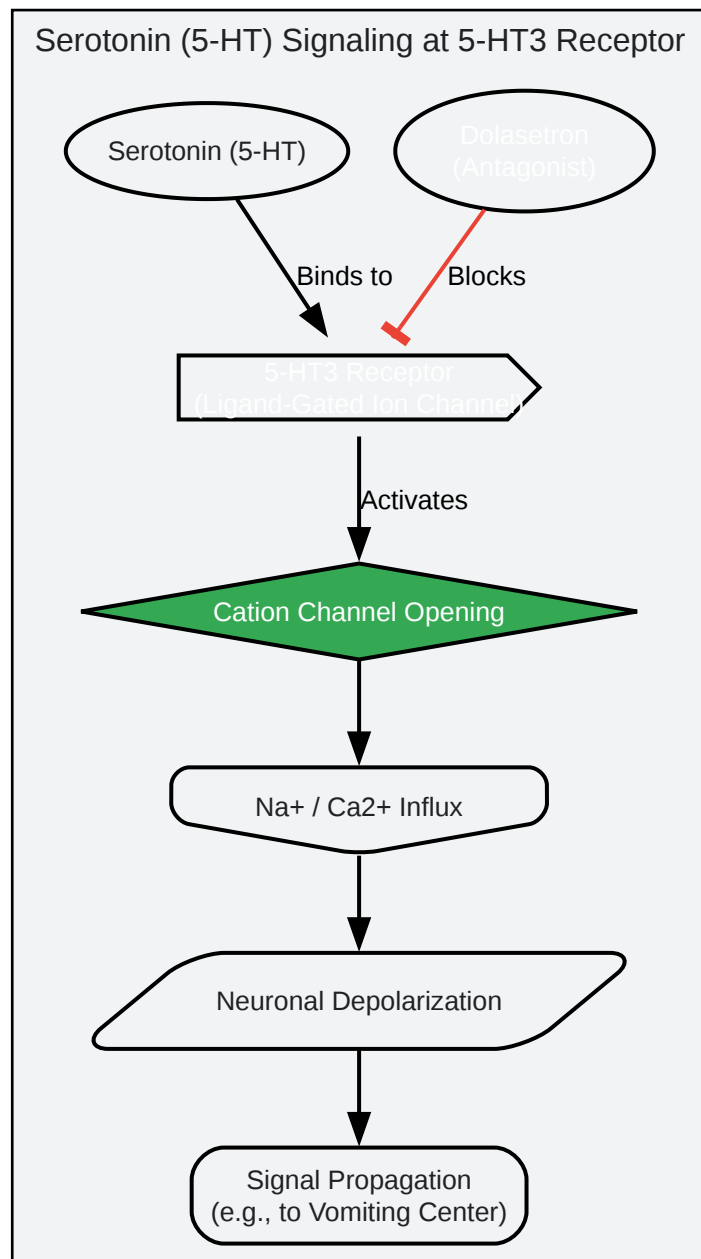 Serotonin (5-HT) Signaling at 5-HT3 Receptor
Serotonin (5-HT)
Dolasetron
(Antagonist)
Binds to
Blocks
5-HT3 Receptor
(Ligand-Gated Ion Channel)
Activates
Cation Channel Opening
Na+ / Ca2+ Influx
Neuronal Depolarization
Signal Propagation
(e.g., to Vomiting Center)